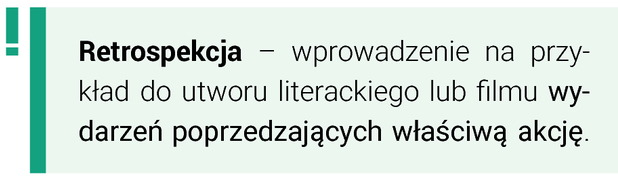 Retrospekcja – wprowadzenie na przy-
kład do utworu literackiego lub filmu wy-
darzeń poprzedzających właściwą akcję.